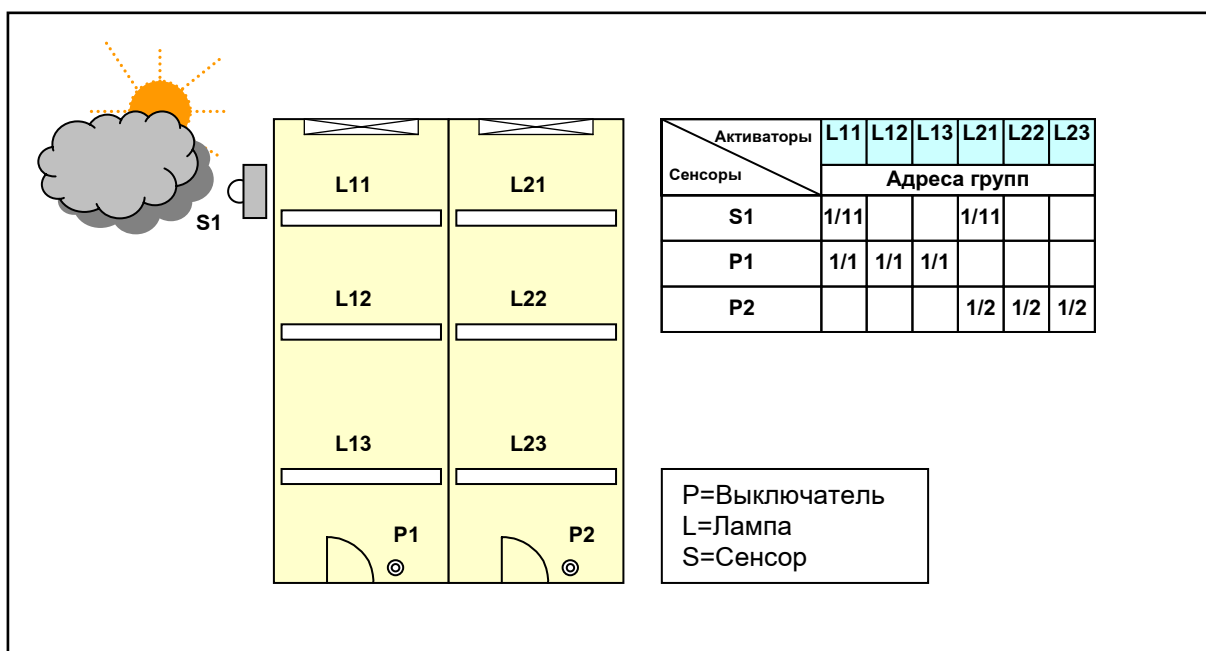 S1
L11 L21
L12 L22
L13 L23
P1 P2
Активаторы L11 L12 L13 L21 L22 L23
Сенсоры Адреса групп
S1 1/11 1/11
P1 1/1 1/1 1/1
P2 1/2 1/2 1/2
P=Выключатель
L=Лампа
S=Сенсор